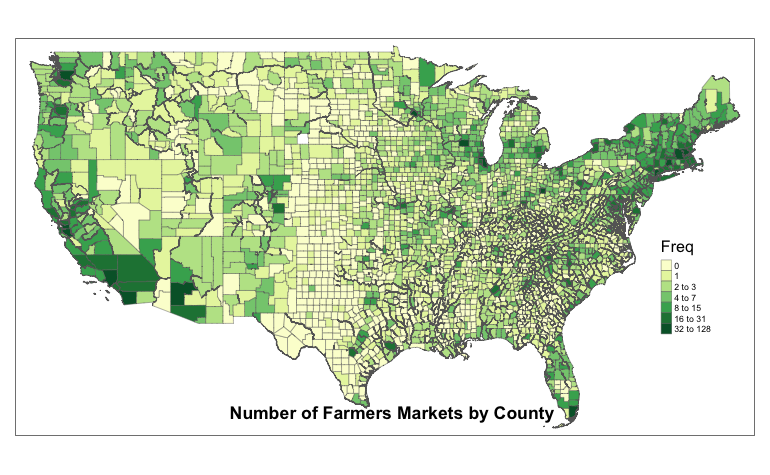 Freq
0
1
2 to 3
4 to 7
8 to 15
16 to 31
32 to 128
Number of Farmers Markets by County